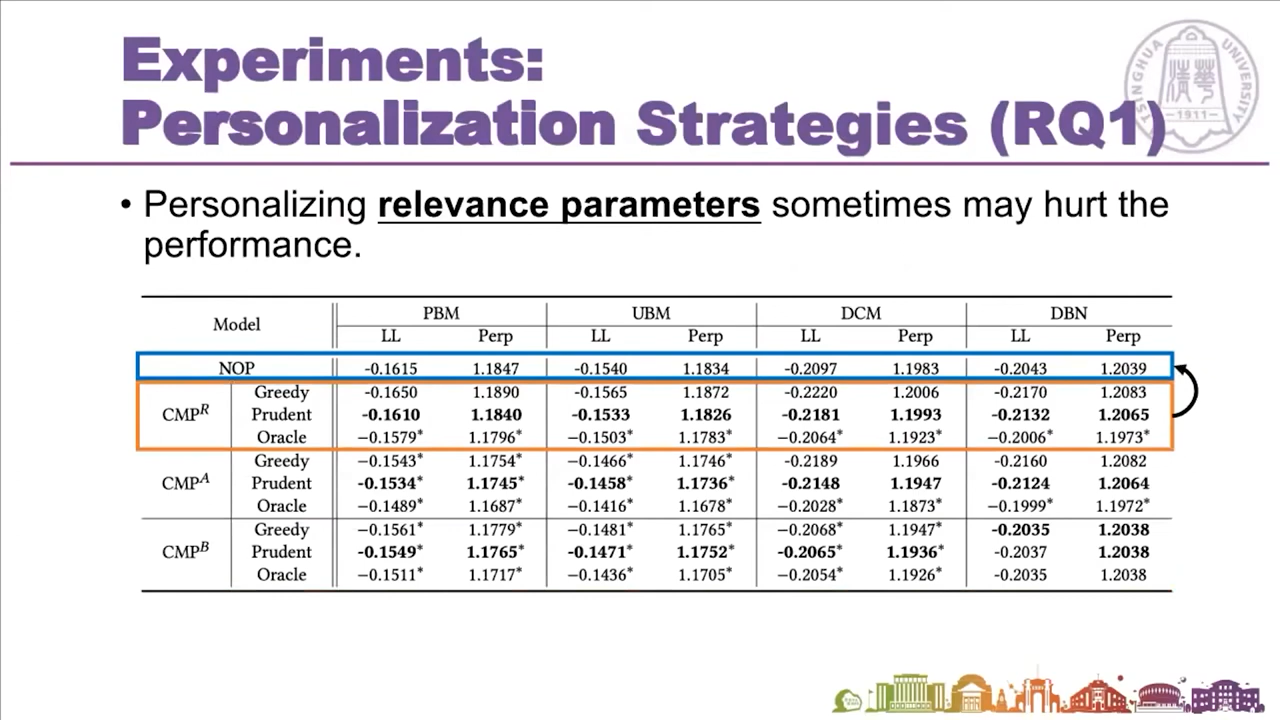 Experiments:
Personalization Strategies (RQ1)
TSINGHUA UNIVERSITY
清華
1911
• Personalizing relevance parameters sometimes may hurt the
performance.
Model PBM UBM DCM DBN
LL Perp LL Perp LL Perp LL Perp
NOP -0.1615 1.1847 -0.1540 1.1834 -0.2097 1.1983 -0.2043 1.2039
CMP^R Greedy -0.1650 1.1890 -0.1565 1.1872 -0.2220 1.2006 -0.2170 1.2083
Prudent -0.1610 1.1840 -0.1533 1.1826 -0.2181 1.1993 -0.2132 1.2065
Oracle −0.1579* 1.1796* −0.1503* 1.1783* −0.2064* 1.1923* −0.2006* 1.1973*
CMP^A Greedy −0.1543* 1.1754* −0.1466* 1.1746* -0.2189 1.1966 -0.2160 1.2082
Prudent -0.1534* 1.1745* -0.1458* 1.1736* -0.2148 1.1947 -0.2124 1.2064
Oracle −0.1489* 1.1687* −0.1416* 1.1678* −0.2028* 1.1873* −0.1999* 1.1972*
CMP^B Greedy −0.1561* 1.1779* −0.1481* 1.1765* −0.2068* 1.1947* -0.2035 1.2038
Prudent -0.1549* 1.1765* -0.1471* 1.1752* -0.2065* 1.1936* -0.2037 1.2038
Oracle −0.1511* 1.1717* −0.1436* 1.1705* −0.2054* 1.1926* -0.2035 1.2038